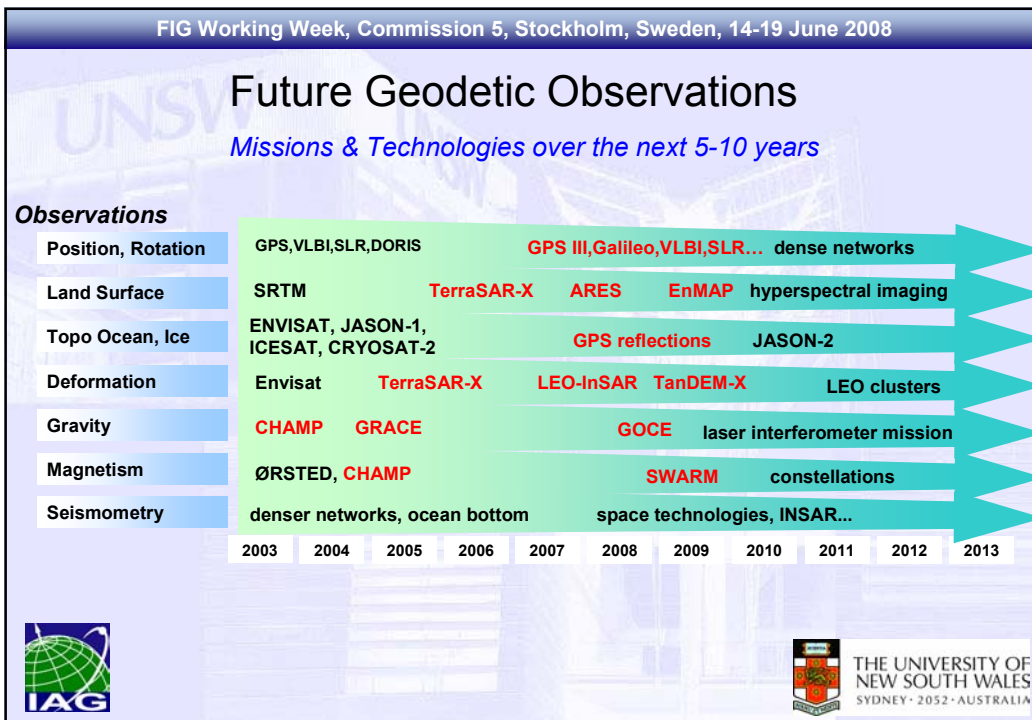 FIG Working Week, Commission 5, Stockholm, Sweden, 14-19 June 2008
UNSW
UNSW
Future Geodetic Observations
Missions & Technologies over the next 5-10 years
Observations
Position, Rotation
GPS,VLBI,SLR,DORIS
GPS III,Galileo,VLBI,SLR… dense networks
Land Surface
SRTM
TerraSAR-X
ARES
EnMAP
hyperspectral imaging
Topo Ocean, Ice
ENVISAT, JASON-1,
ICESAT, CRYOSAT-2
GPS reflections
JASON-2
Deformation
Envisat
TerraSAR-X
LEO-InSAR
TanDEM-X
LEO clusters
Gravity
CHAMP
GRACE
GOCE
laser interferometer mission
Magnetism
ØRSTED, CHAMP
SWARM
constellations
Seismometry
denser networks, ocean bottom
space technologies, INSAR...
2003 2004 2005 2006 2007 2008 2009 2010 2011 2012 2013
IAG
THE UNIVERSITY OF
NEW SOUTH WALES
SYDNEY · 2052 · AUSTRALIA